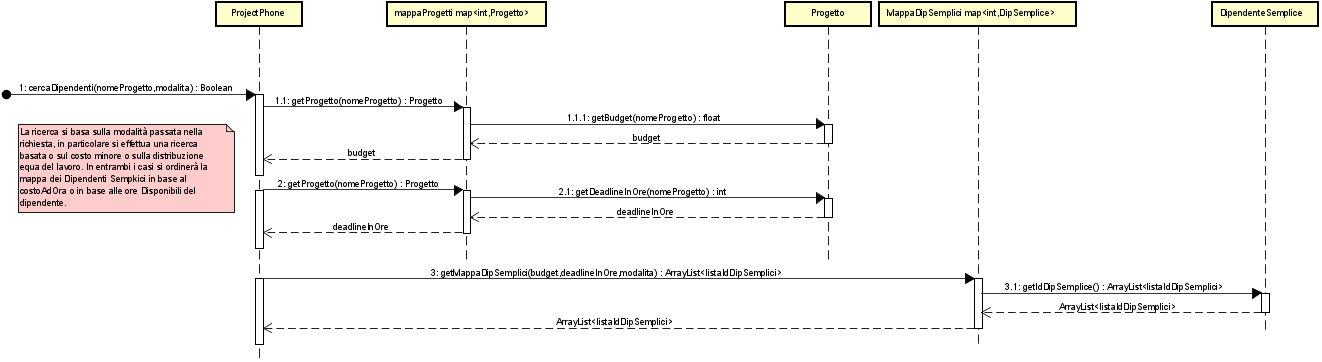 ProjectPhone
mappaProgetti map<int,Progetto>
Progetto
MappaDipSemplici map<int,DipSemplice>
DipendenteSemplice
1: cercaDipendenti(nomeProgetto,modalita) : Boolean
1.1: getProgetto(nomeProgetto) : Progetto
1.1.1: getBudget(nomeProgetto) : float
budget
budget
La ricerca si basa sulla modalità passata nella
richiesta, in particolare si effettua una ricerca
basata o sul costo minore o sulla distribuzione
equa del lavoro. In entrambi i casi si ordinerà la
mappa dei Dipendenti Sempkici in base al
costoAdOra o in base alle ore Disponibili del
dipendente.
2: getProgetto(nomeProgetto) : Progetto
2.1: getDeadlineInOre(nomeProgetto) : int
deadlineInOre
deadlineInOre
3: getMappaDipSemplici(budget,deadlineInOre,modalita) : ArrayList<listaIdDipSemplici>
3.1: getIdDipSemplice() : ArrayList<listaIdDipSemplici>
ArrayList<listaIdDipSemplici>
ArrayList<listaIdDipSemplici>